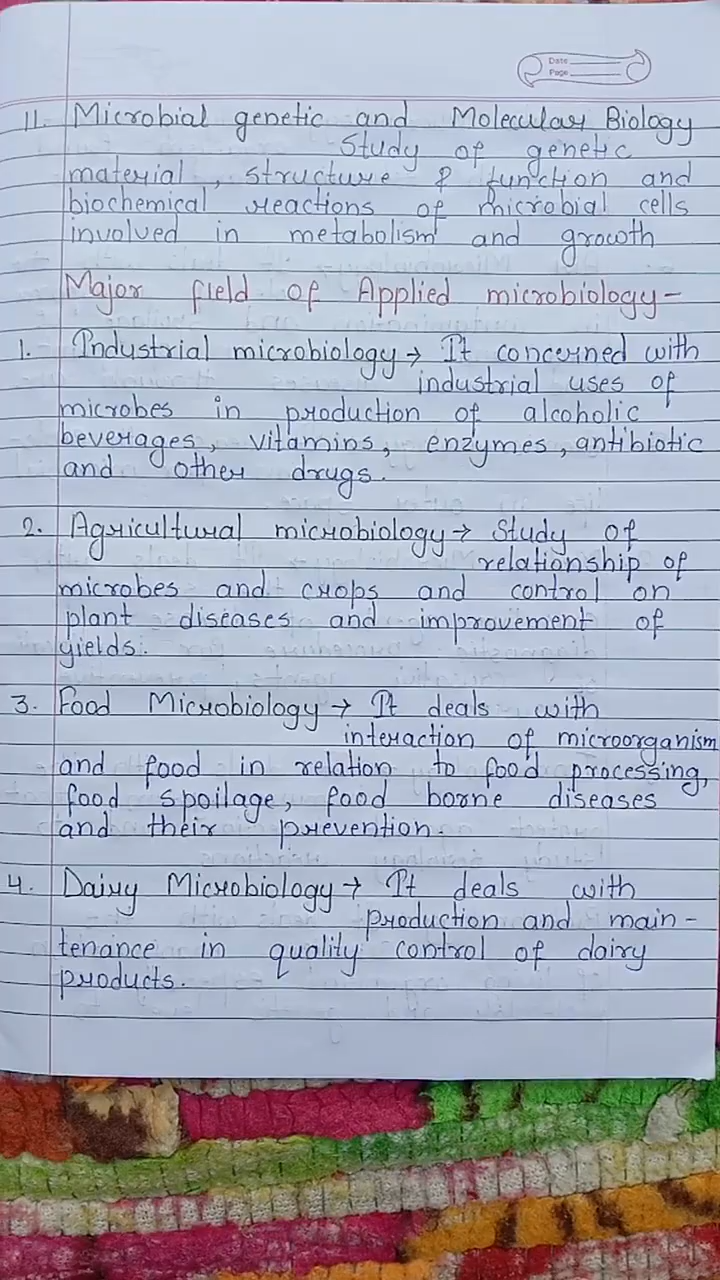 Date
Page
11. Microbial genetic and Molecular Biology
Study of genetic
material, structure & function and
biochemical reactions of microbial cells
involved in metabolism and growth
Major field of Applied microbiology-
1. Industrial microbiology → It concerned with
industrial uses of
microbes in production of alcoholic
beverages, vitamins, enzymes, antibiotic
and other drugs.
2. Agricultural microbiology → Study of
relationship of
microbes and crops and control on
plant diseases and improvement of
yields.
3. Food Microbiology → It deals with
interaction of microorganism
and food in relation to food processing,
food spoilage, food borne diseases
and their prevention.
4. Dairy Microbiology → It deals with
production and main-
tenance in quality control of dairy
products.